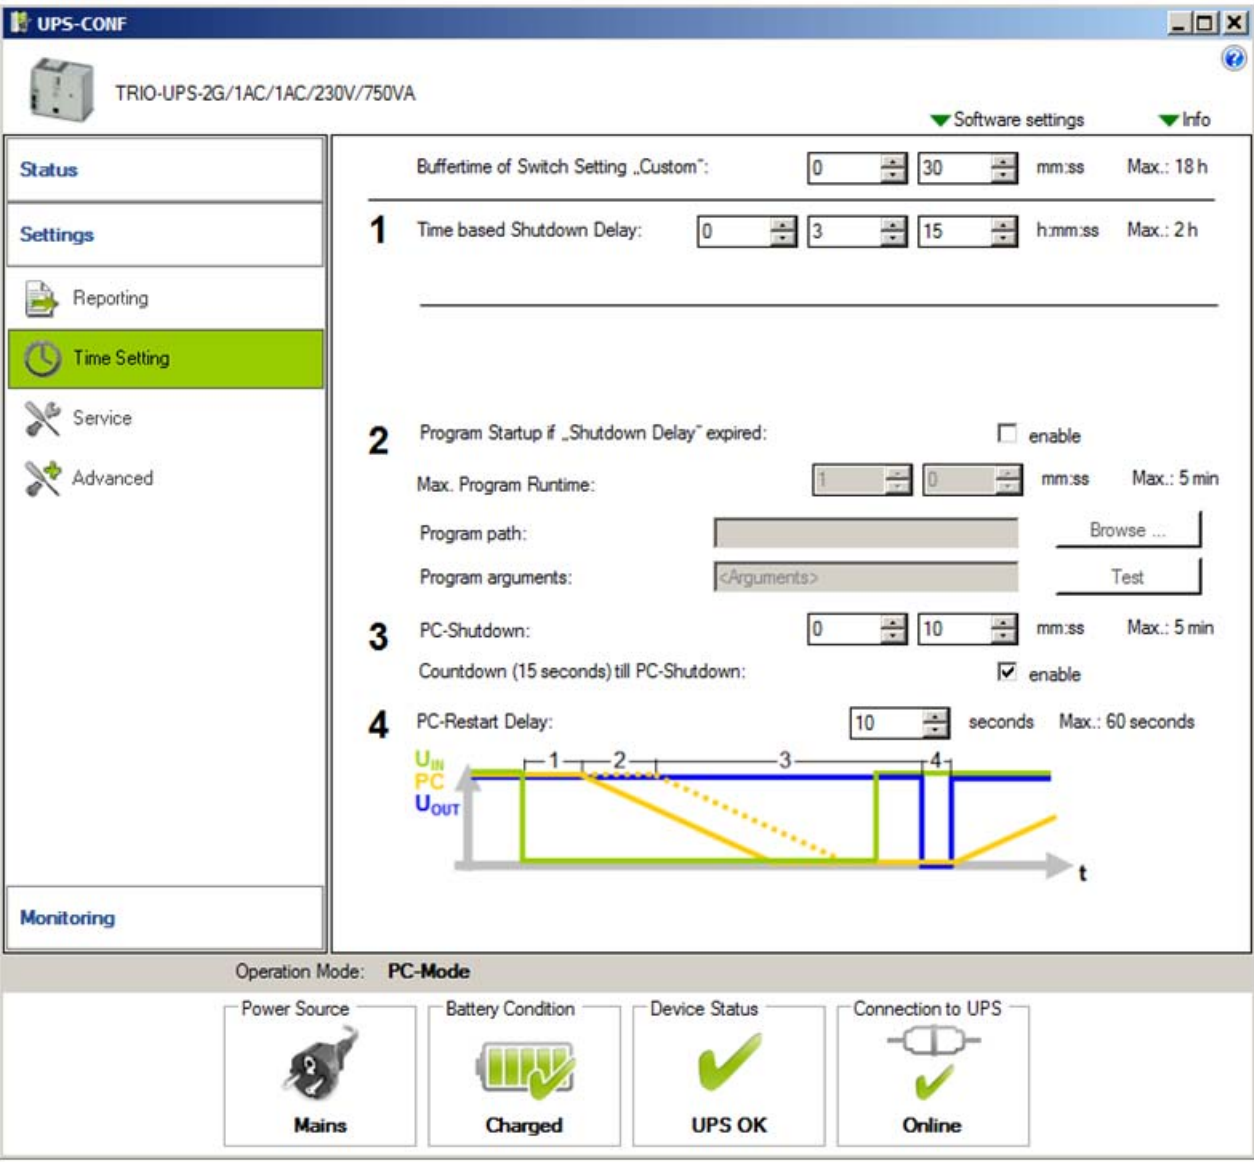 UPS-CONF
TRIO-UPS-2G/1AC/1AC/230V/750VA
Software settings Info
Status
Settings
Reporting
Time Setting
Service
Advanced
Monitoring
Buffertime of Switch Setting „Custom“: 0 30 mm:ss Max.: 18 h
1 Time based Shutdown Delay: 0 3 15 h:mm:ss Max.: 2 h
2 Program Startup if „Shutdown Delay“ expired: enable
Max. Program Runtime: 1 0 mm:ss Max.: 5 min
Program path: Browse ...
Program arguments: <Arguments> Test
3 PC-Shutdown: 0 10 mm:ss Max.: 5 min
Countdown (15 seconds) till PC-Shutdown: enable
4 PC-Restart Delay: 10 seconds Max.: 60 seconds
UIN 1 2 3 4
PC
UOUT
t
Operation Mode: PC-Mode
Power Source Battery Condition Device Status Connection to UPS
Mains Charged UPS OK Online